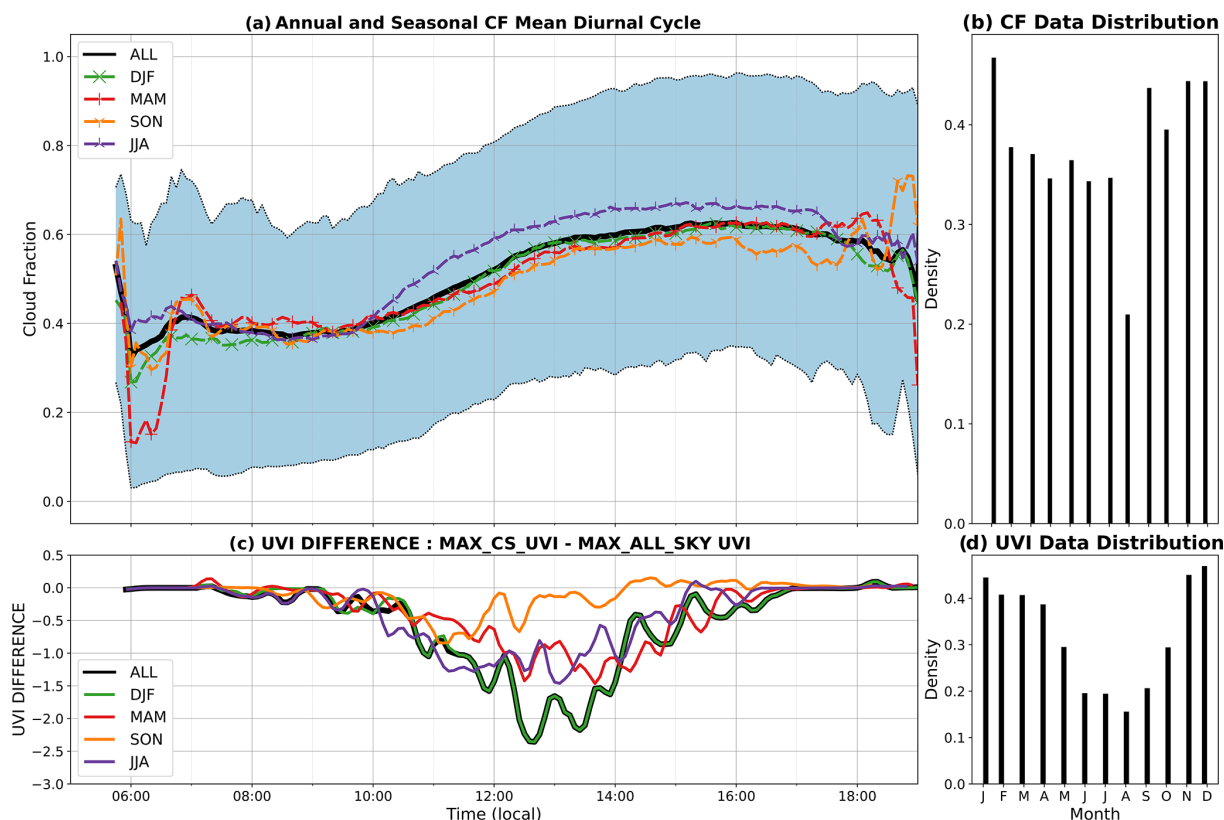 (a) Annual and Seasonal CF Mean Diurnal Cycle
(b) CF Data Distribution
1.0
0.8
0.6
0.4
0.2
0.0
Cloud Fraction
ALL
DJF
MAM
SON
JJA
0.4
0.3
0.2
0.1
0.0
Density
(c) UVI DIFFERENCE : MAX_CS_UVI - MAX_ALL_SKY UVI
(d) UVI Data Distribution
0.5
0.0
-0.5
-1.0
-1.5
-2.0
-2.5
-3.0
UVI DIFFERENCE
ALL
DJF
MAM
SON
JJA
06:00 08:00 10:00 12:00 14:00 16:00 18:00
Time (local)
0.4
0.3
0.2
0.1
0.0
Density
J F M A M J J A S O N D
Month